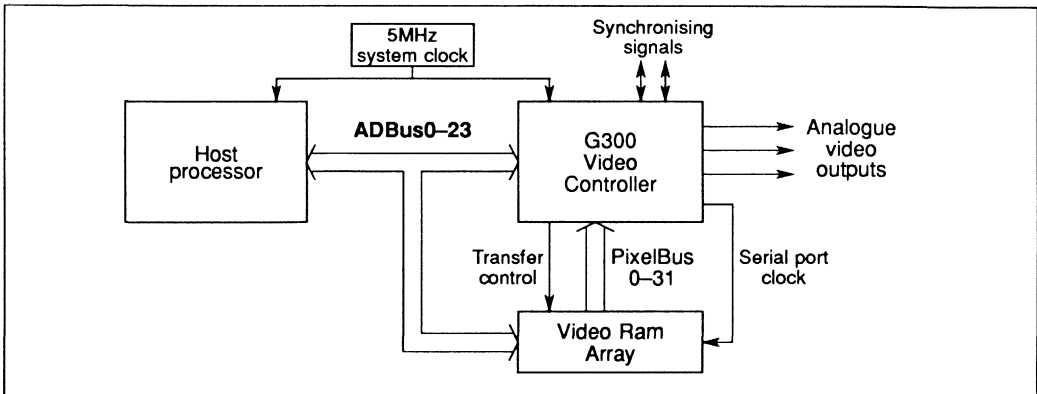 5MHz
system clock
Synchronising
signals
ADBus0–23
Host
processor
G300
Video
Controller
Analogue
video
outputs
Transfer
control
PixelBus
0–31
Serial port
clock
Video Ram
Array